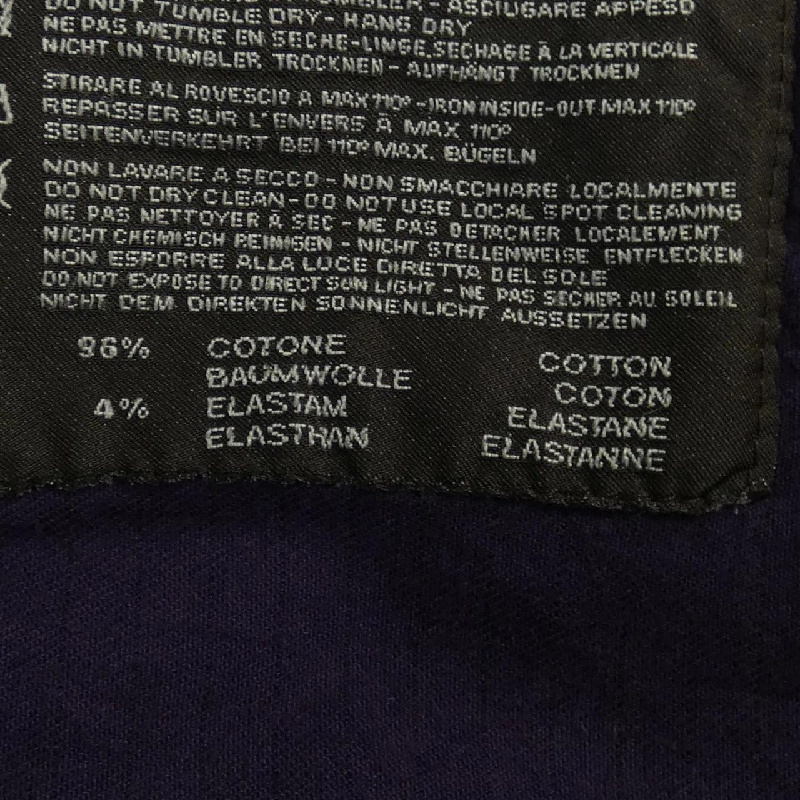 DO NOT TUMBLE DRY - HANG DRY
NE PAS METTRE EN SECHE-LINGE. SECHAGE À LA VERTICALE
NICHT IN TUMBLER TROCKNEN - AUFHÄNGT TROCKNEN
STIRARE AL ROVESCIO A MAX 110° - IRON INSIDE-OUT MAX 110°
REPASSER SUR L'ENVERS À MAX 110°
SEITENVERKEHRT BEI 110° MAX. BÜGELN
NON LAVARE A SECCO - NON SMACCHIARE LOCALMENTE
DO NOT DRY CLEAN - DO NOT USE LOCAL SPOT CLEANING
NE PAS NETTOYER À SEC - NE PAS DETACHER LOCALEMENT
NICHT CHEMISCH REINIGEN - NICHT STELLENWEISE ENTFLECKEN
NON ESPORRE ALLA LUCE DIRETTA DEL SOLE
DO NOT EXPOSE TO DIRECT SUN LIGHT - NE PAS SECHER AU SOLEIL
NICHT DEM DIREKTEN SONNENLICHT AUSSETZEN
96% COTONE COTTON
BAUMWOLLE COTON
4% ELASTAM ELASTANE
ELASTHAN ELASTANNE